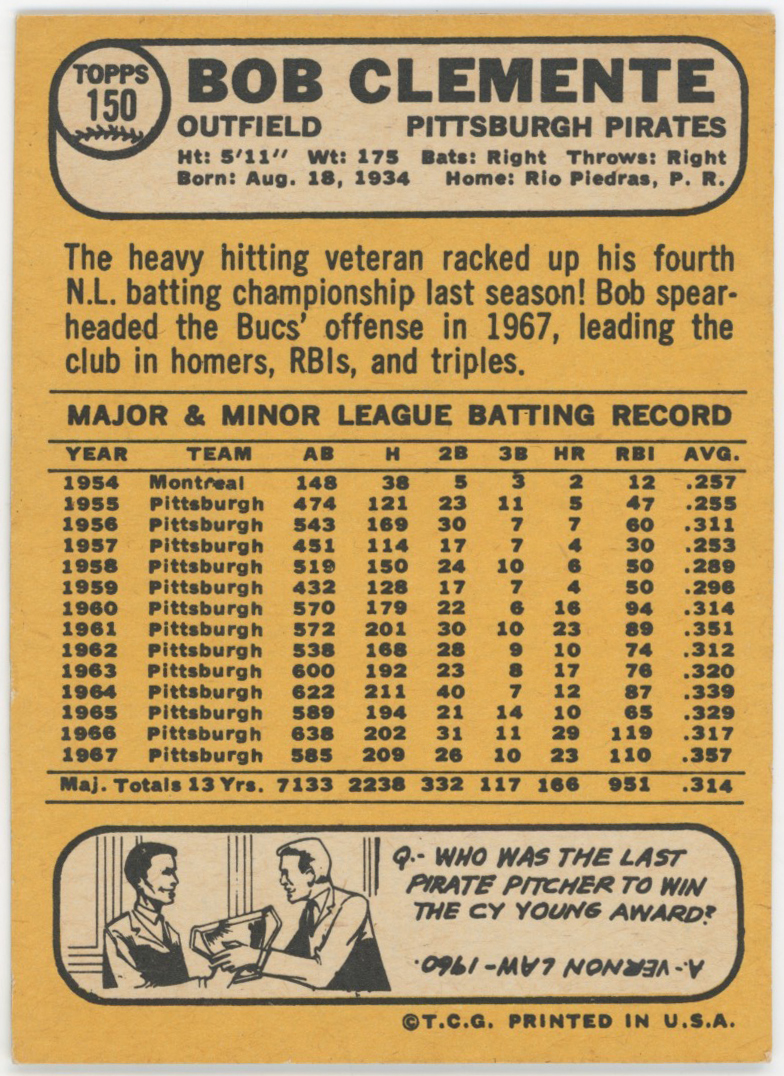 TOPPS
150
BOB CLEMENTE
OUTFIELD PITTSBURGH PIRATES
Ht: 5'11" Wt: 175 Bats: Right Throws: Right
Born: Aug. 18, 1934 Home: Rio Piedras, P. R.
The heavy hitting veteran racked up his fourth
N.L. batting championship last season! Bob spear-
headed the Bucs' offense in 1967, leading the
club in homers, RBIs, and triples.
MAJOR & MINOR LEAGUE BATTING RECORD
YEAR TEAM AB H 2B 3B HR RBI AVG.
1954 Montreal 148 38 5 3 2 12 .257
1955 Pittsburgh 474 121 23 11 5 47 .255
1956 Pittsburgh 543 169 30 7 7 60 .311
1957 Pittsburgh 451 114 17 7 4 30 .253
1958 Pittsburgh 519 150 24 10 6 50 .289
1959 Pittsburgh 432 128 17 7 4 50 .296
1960 Pittsburgh 570 179 22 6 16 94 .314
1961 Pittsburgh 572 201 30 10 23 89 .351
1962 Pittsburgh 538 168 28 9 10 74 .312
1963 Pittsburgh 600 192 23 8 17 76 .320
1964 Pittsburgh 622 211 40 7 12 87 .339
1965 Pittsburgh 589 194 21 14 10 65 .329
1966 Pittsburgh 638 202 31 11 29 119 .317
1967 Pittsburgh 585 209 26 10 23 110 .357
Maj. Totals 13 Yrs. 7133 2238 332 117 166 951 .314
Q.- WHO WAS THE LAST
PIRATE PITCHER TO WIN
THE CY YOUNG AWARD?
A.- VERNON LAW - 1960.
©T.C.G. PRINTED IN U.S.A.